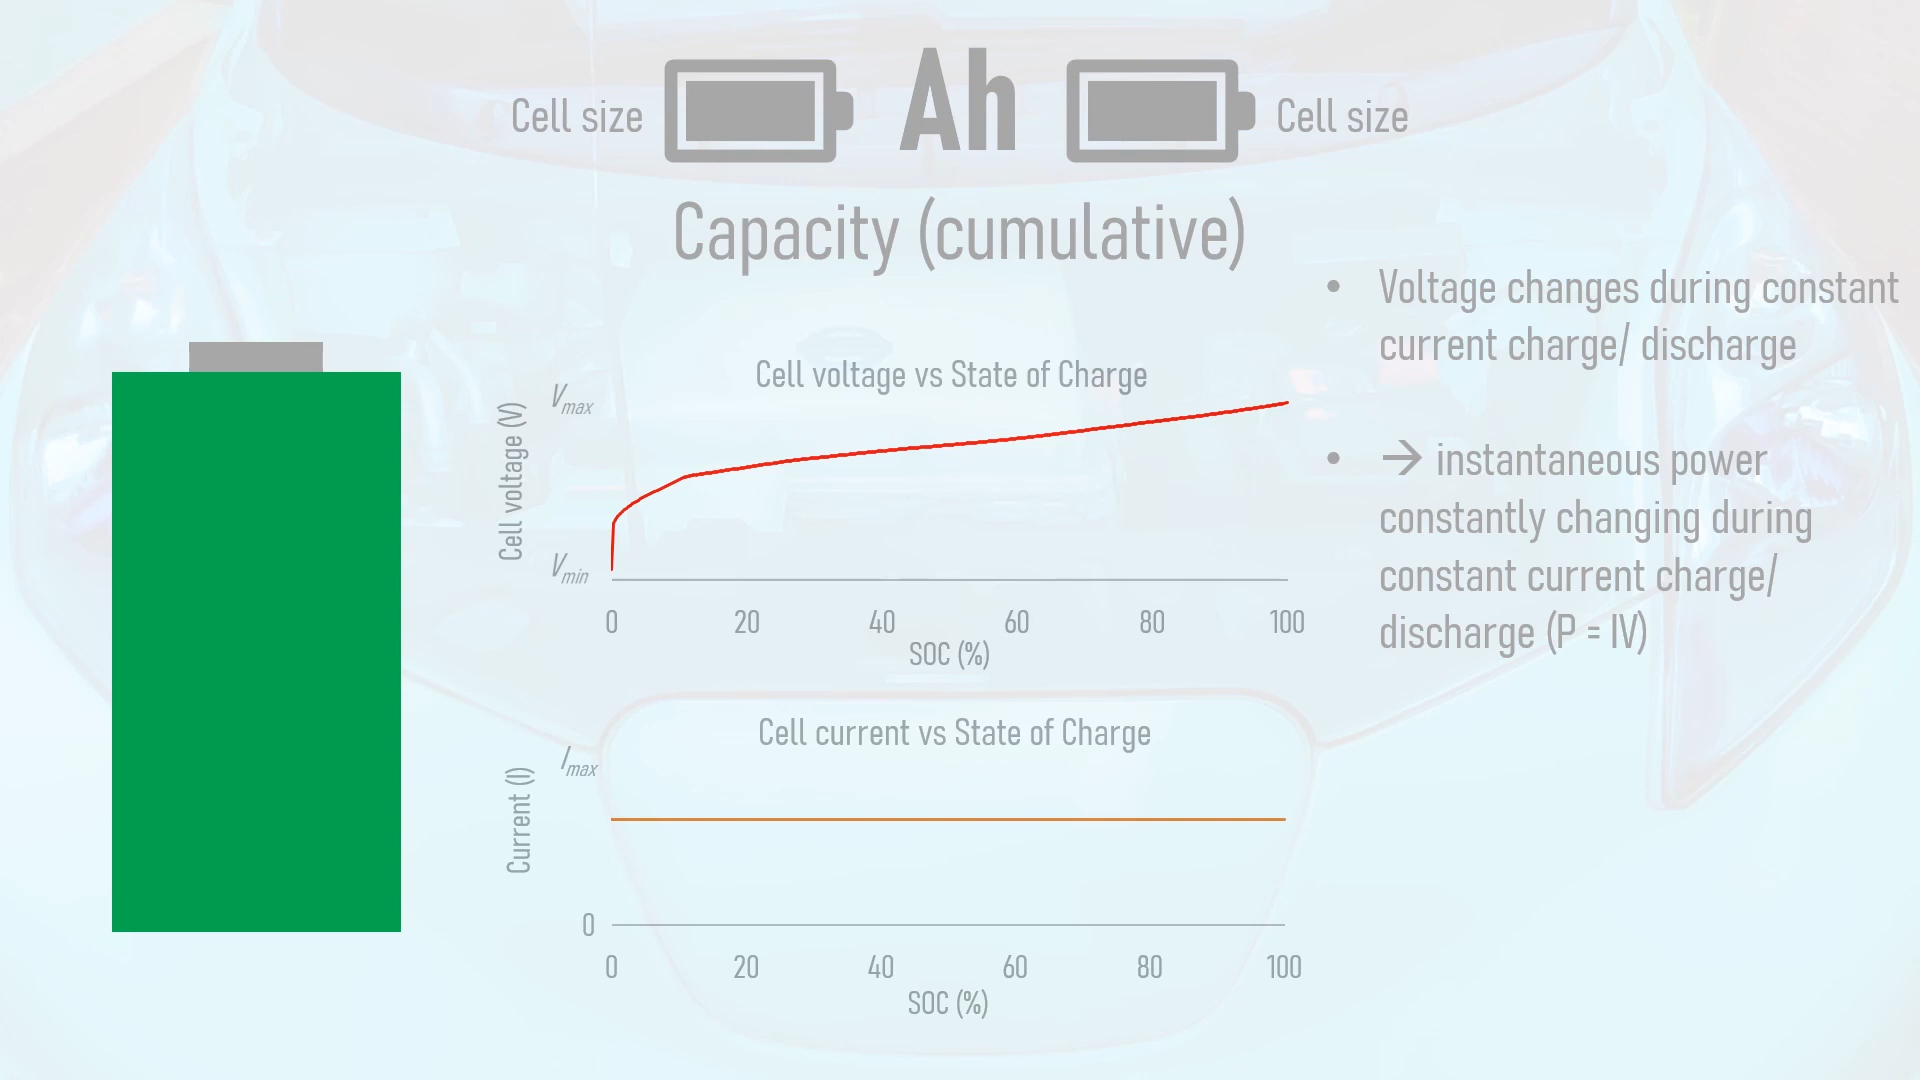 Cell size Ah Cell size
Capacity (cumulative)
• Voltage changes during constant
current charge/ discharge
• → instantaneous power
constantly changing during
constant current charge/
discharge (P = IV)
Cell voltage vs State of Charge
Cell voltage (V)
Vmax
Vmin
0 20 40 60 80 100
SOC (%)
Cell current vs State of Charge
Current (I)
Imax
0
0 20 40 60 80 100
SOC (%)